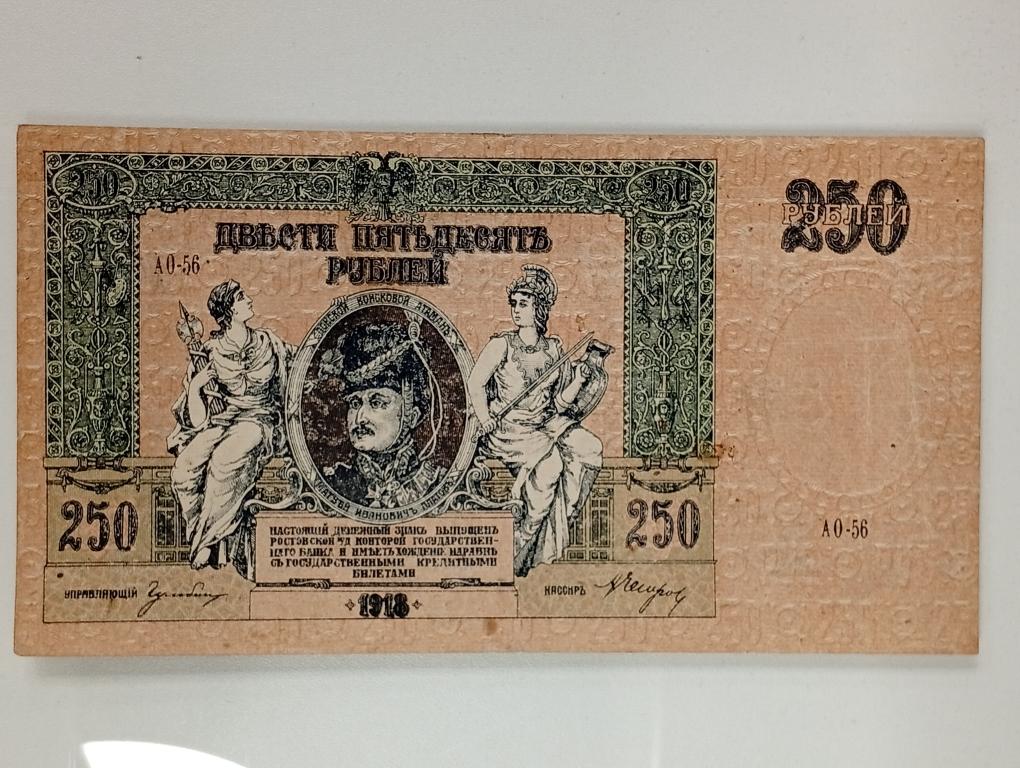 250
250
250
РУБЛЕЙ
ДВѢСТИ ПЯТЬДЕСЯТЪ
РУБЛЕЙ
АО-56
ДОНСКОЙ ВОЙСКОВОЙ АТАМАНЪ
МАТВѢЙ ИВАНОВИЧЪ ПЛАТОВЪ
250
250
АО-56
НАСТОЯЩІЙ ДЕНЕЖНЫЙ ЗНАКЪ ВЫПУЩЕНЪ
РОСТОВСКОЙ н/Д КОНТОРОЙ ГОСУДАРСТВЕН-
НАГО БАНКА И ИМѢЕТЪ ХОЖДЕНІЕ НАРАВНѢ
СЪ ГОСУДАРСТВЕННЫМИ КРЕДИТНЫМИ
БИЛЕТАМИ
УПРАВЛЯЮЩІЙ
КАССИРЪ
1918